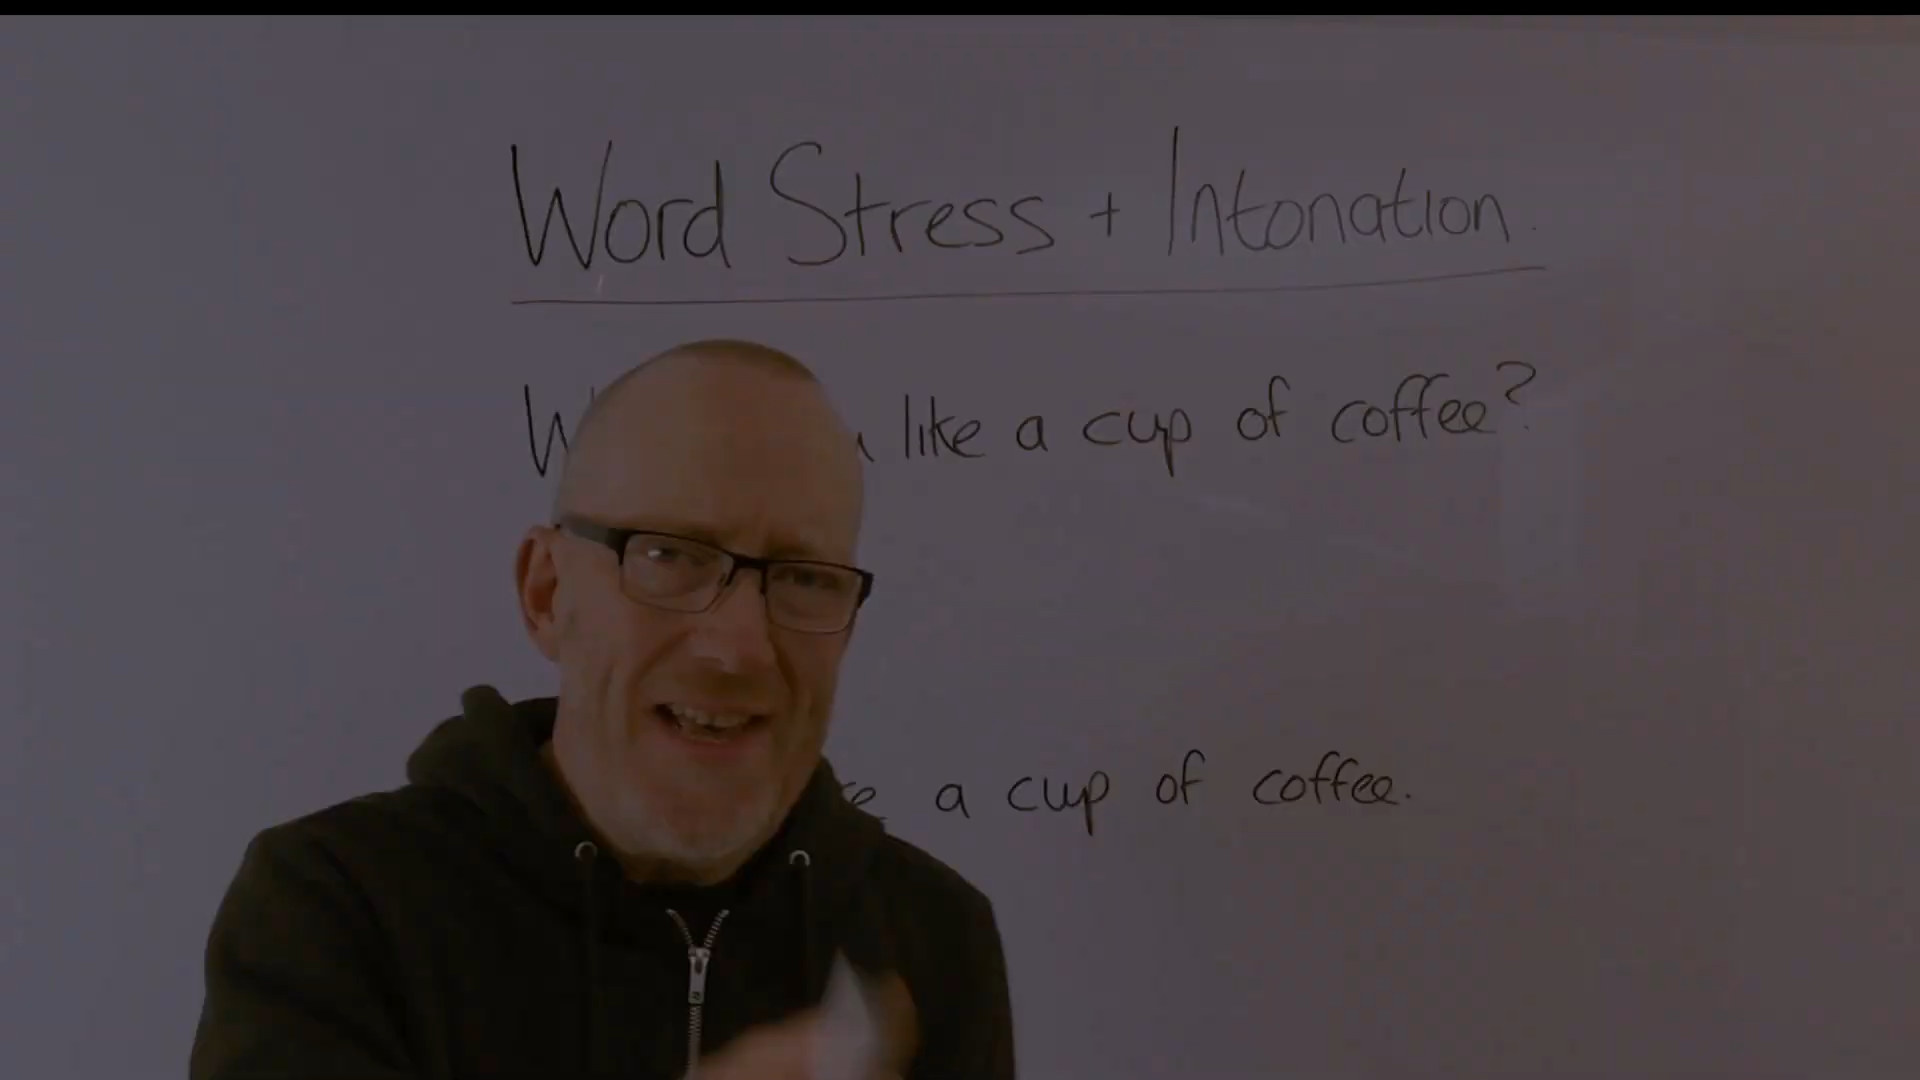 Word Stress + Intonation.
like a cup of coffee?
a cup of coffee.